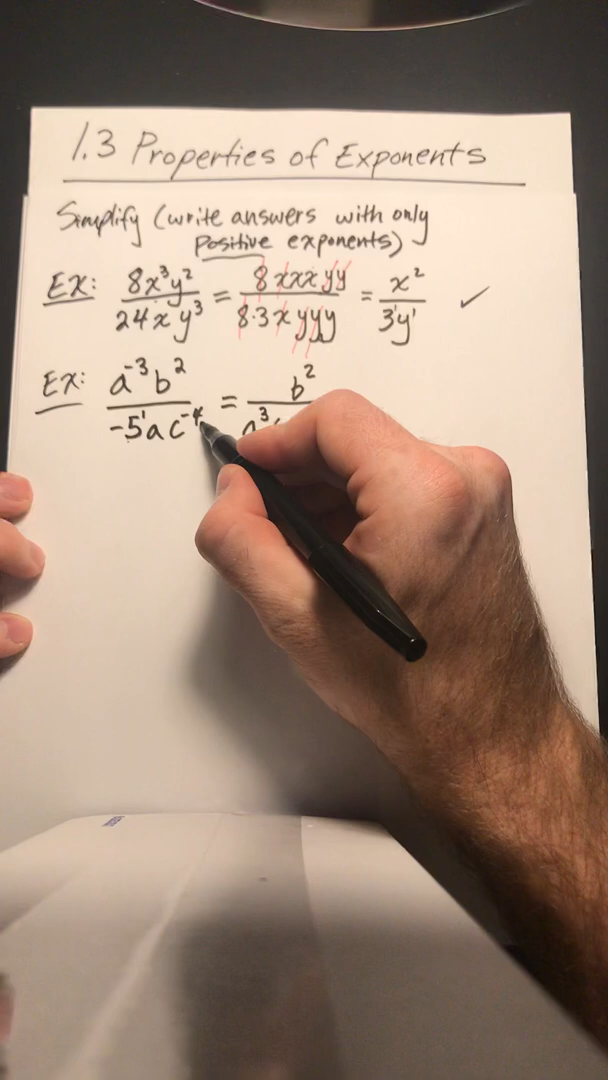 1.3 Properties of Exponents
Simplify (write answers with only
positive exponents)
EX: 8x³y² / 24xy³ = 8xxxyy / 8·3xyyy = x² / 3¹y¹ ✓
EX: a⁻³b² / -5¹ac⁻⁴ = b² / a³